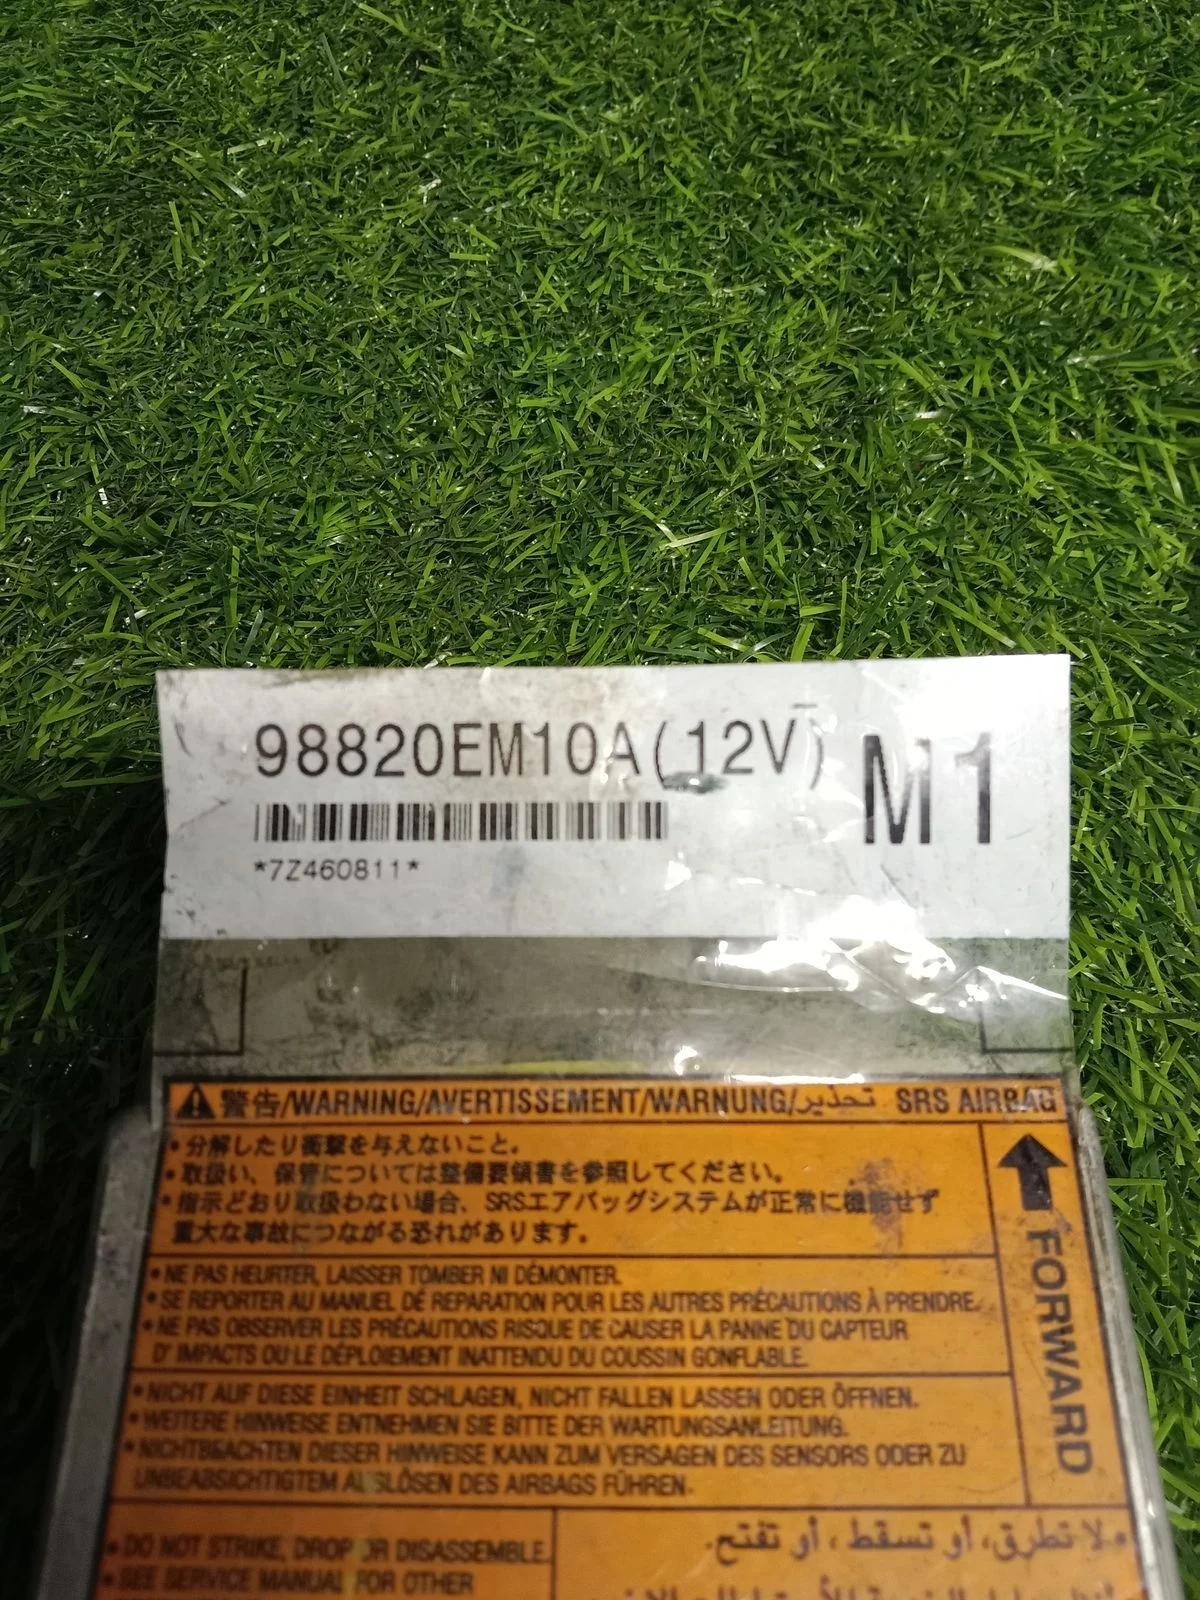 98820EM10A(12V)
M1
*7Z460811*
警告/WARNING/AVERTISSEMENT/WARNUNG/تحذير SRS AIRBAG
・分解したり衝撃を与えないこと。
・取扱い、保管については整備要領書を参照してください。
・指示どおり取扱わない場合、SRSエアバッグシステムが正常に機能せず
重大な事故につながる恐れがあります。
FORWARD
•NE PAS HEURTER, LAISSER TOMBER NI DÉMONTER.
•SE REPORTER AU MANUEL DÉ REPARATION POUR LES AUTRES PRÉCAUTIONS À PRENDRE.
•NE PAS OBSERVER LES PRÉCAUTIONS RISQUE DE CAUSER LA PANNE DU CAPTEUR
D' IMPACTS OU LE DÉPLOIEMENT INATTENDU DU COUSSIN GONFLABLE.
•NICHT AUF DIESE EINHEIT SCHLAGEN, NICHT FALLEN LASSEN ODER ÖFFNEN.
•WEITERE HINWEISE ENTNEHMEN SIE BITTE DER WARTUNGSANLEITUNG.
•NICHTBEACHTEN DIESER HINWEISE KANN ZUM VERSAGEN DES SENSORS ODER ZU
UNBEABSICHTIGTEM AUSLÖSEN DES AIRBAGS FÜHREN.
•DO NOT STRIKE, DROP OR DISASSEMBLE.
•SEE SERVICE MANUAL FOR OTHER
•لا تطرق، أو تسقط، أو تفتح.